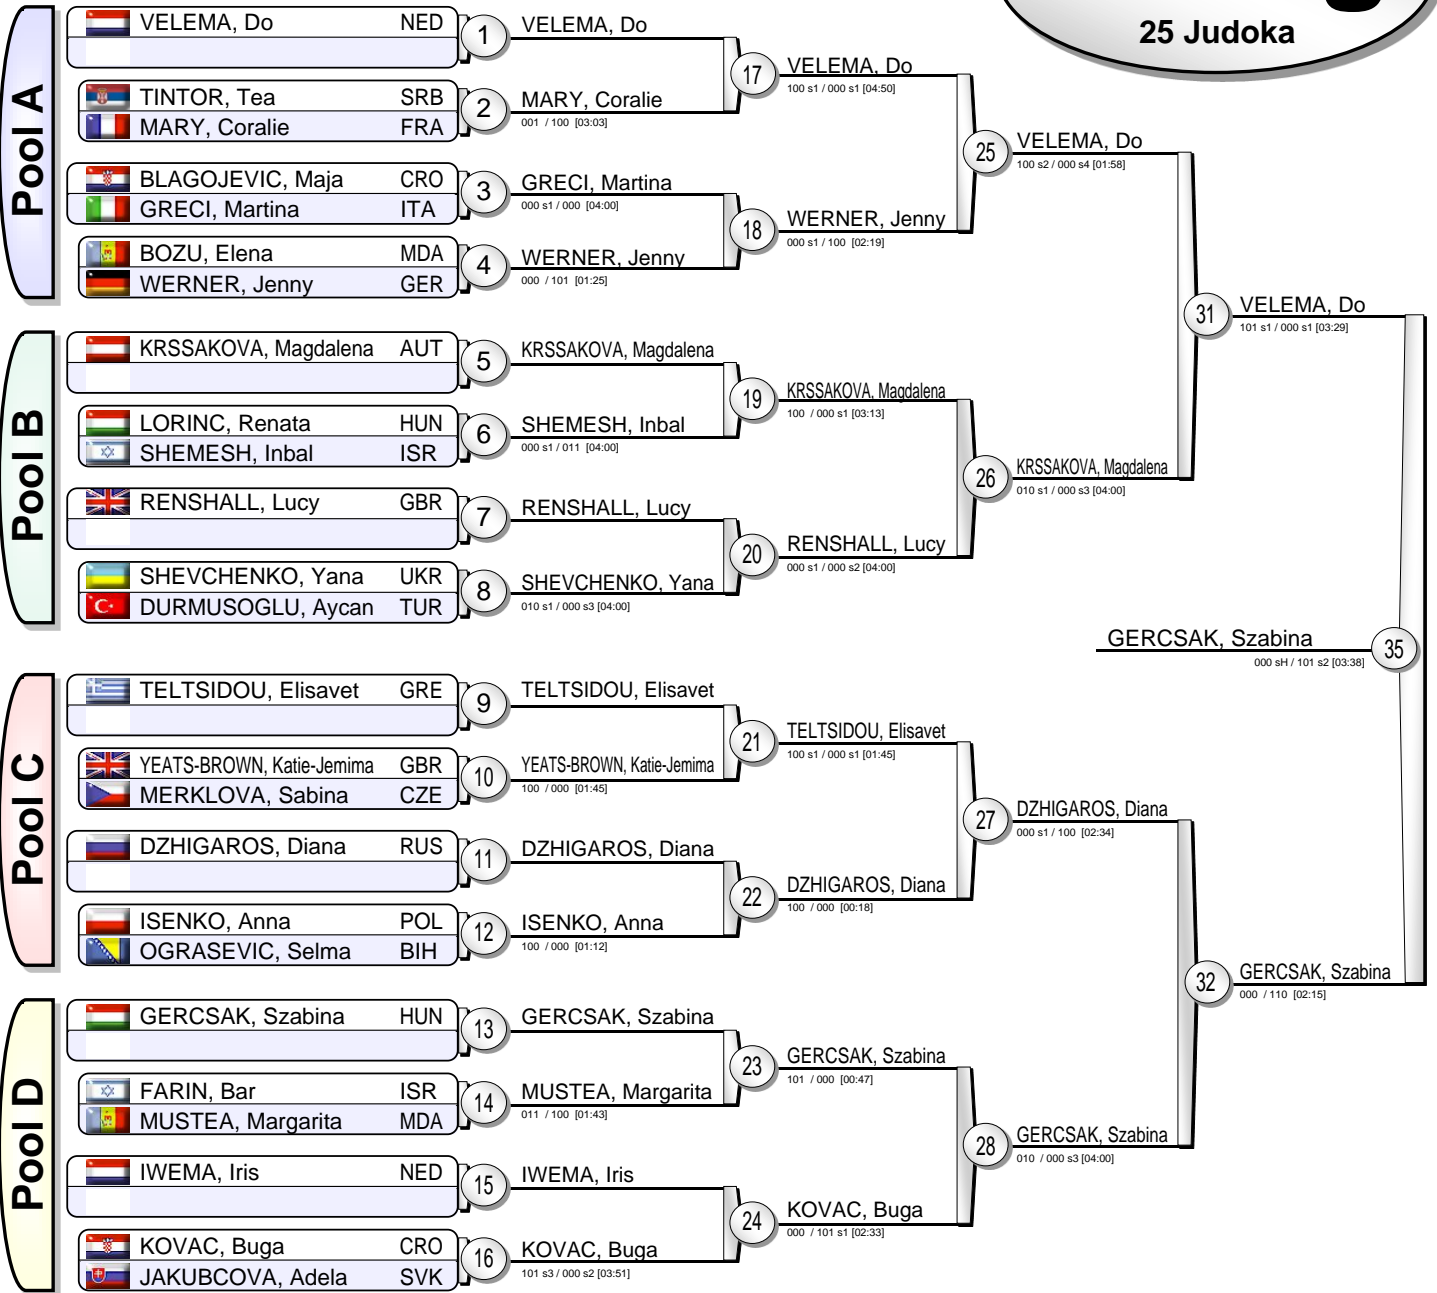 25 Judoka
Pool A
VELEMA, Do NED
1
VELEMA, Do
TINTOR, Tea SRB
MARY, Coralie FRA
2
MARY, Coralie
001 / 100 [03:03]
17
VELEMA, Do
100 s1 / 000 s1 [04:50]
BLAGOJEVIC, Maja CRO
GRECI, Martina ITA
3
GRECI, Martina
000 s1 / 000 [04:00]
BOZU, Elena MDA
WERNER, Jenny GER
4
WERNER, Jenny
000 / 101 [01:25]
18
WERNER, Jenny
000 s1 / 100 [02:19]
25
VELEMA, Do
100 s2 / 000 s4 [01:58]
Pool B
KRSSAKOVA, Magdalena AUT
5
KRSSAKOVA, Magdalena
LORINC, Renata HUN
SHEMESH, Inbal ISR
6
SHEMESH, Inbal
000 s1 / 011 [04:00]
19
KRSSAKOVA, Magdalena
100 / 000 s1 [03:13]
RENSHALL, Lucy GBR
7
RENSHALL, Lucy
SHEVCHENKO, Yana UKR
DURMUSOGLU, Aycan TUR
8
SHEVCHENKO, Yana
010 s1 / 000 s3 [04:00]
20
RENSHALL, Lucy
000 s1 / 000 s2 [04:00]
26
KRSSAKOVA, Magdalena
010 s1 / 000 s3 [04:00]
31
VELEMA, Do
101 s1 / 000 s1 [03:29]
Pool C
TELTSIDOU, Elisavet GRE
9
TELTSIDOU, Elisavet
YEATS-BROWN, Katie-Jemima GBR
MERKLOVA, Sabina CZE
10
YEATS-BROWN, Katie-Jemima
100 / 000 [01:45]
21
TELTSIDOU, Elisavet
100 s1 / 000 s1 [01:45]
DZHIGAROS, Diana RUS
11
DZHIGAROS, Diana
ISENKO, Anna POL
OGRASEVIC, Selma BIH
12
ISENKO, Anna
100 / 000 [01:12]
22
DZHIGAROS, Diana
100 / 000 [00:18]
27
DZHIGAROS, Diana
000 s1 / 100 [02:34]
Pool D
GERCSAK, Szabina HUN
13
GERCSAK, Szabina
FARIN, Bar ISR
MUSTEA, Margarita MDA
14
MUSTEA, Margarita
011 / 100 [01:43]
23
GERCSAK, Szabina
101 / 000 [00:47]
IWEMA, Iris NED
15
IWEMA, Iris
KOVAC, Buga CRO
JAKUBCOVA, Adela SVK
16
KOVAC, Buga
101 s3 / 000 s2 [03:51]
24
KOVAC, Buga
000 / 101 s1 [02:33]
28
GERCSAK, Szabina
010 / 000 s3 [04:00]
32
GERCSAK, Szabina
000 / 110 [02:15]
GERCSAK, Szabina
000 sH / 101 s2 [03:38]
35